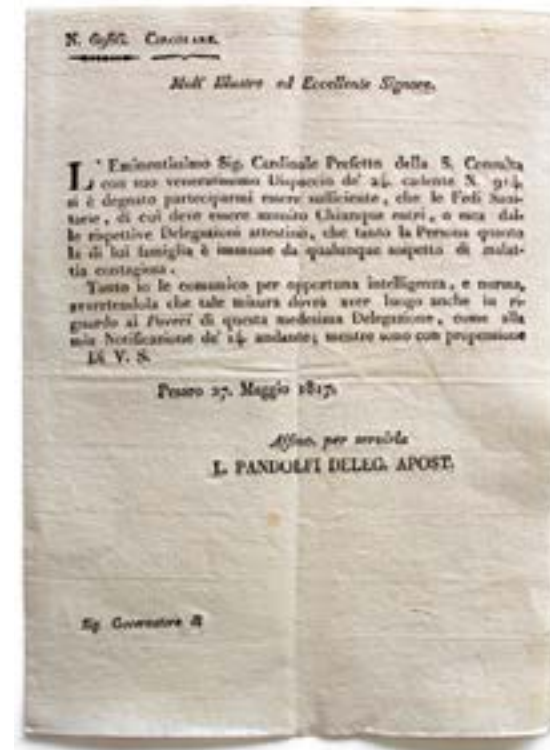 CIRCOLARE.
Molt' Illustre ed Eccellente Signore,
L' Eminentissimo Sig. Cardinale Prefetto della S. Consulta
con suo veneratissimo Dispaccio de' 24. cadente N. 914.
si è degnato parteciparmi essere sufficiente, che le Fedi Sani-
tarie, di cui deve essere munito Chiunque entri, o esca dal-
le rispettive Delegazioni attestino, che tanto la Persona quanto
la di lui famiglia è immune da qualunque sospetto di malat-
tia contagiosa.
Tanto io le comunico per opportuna intelligenza, e norma,
avvertendola che tale misura dovrà aver luogo anche in ri-
guardo ai Poveri di questa medesima Delegazione, come alla
mia Notificazione de' 14. andante; mentre sono con propensione
Di V. S.
Pesaro 27. Maggio 1817.
Affmo. per servirla
L. PANDOLFI DELEG. APOST.
Sig. Governatore di